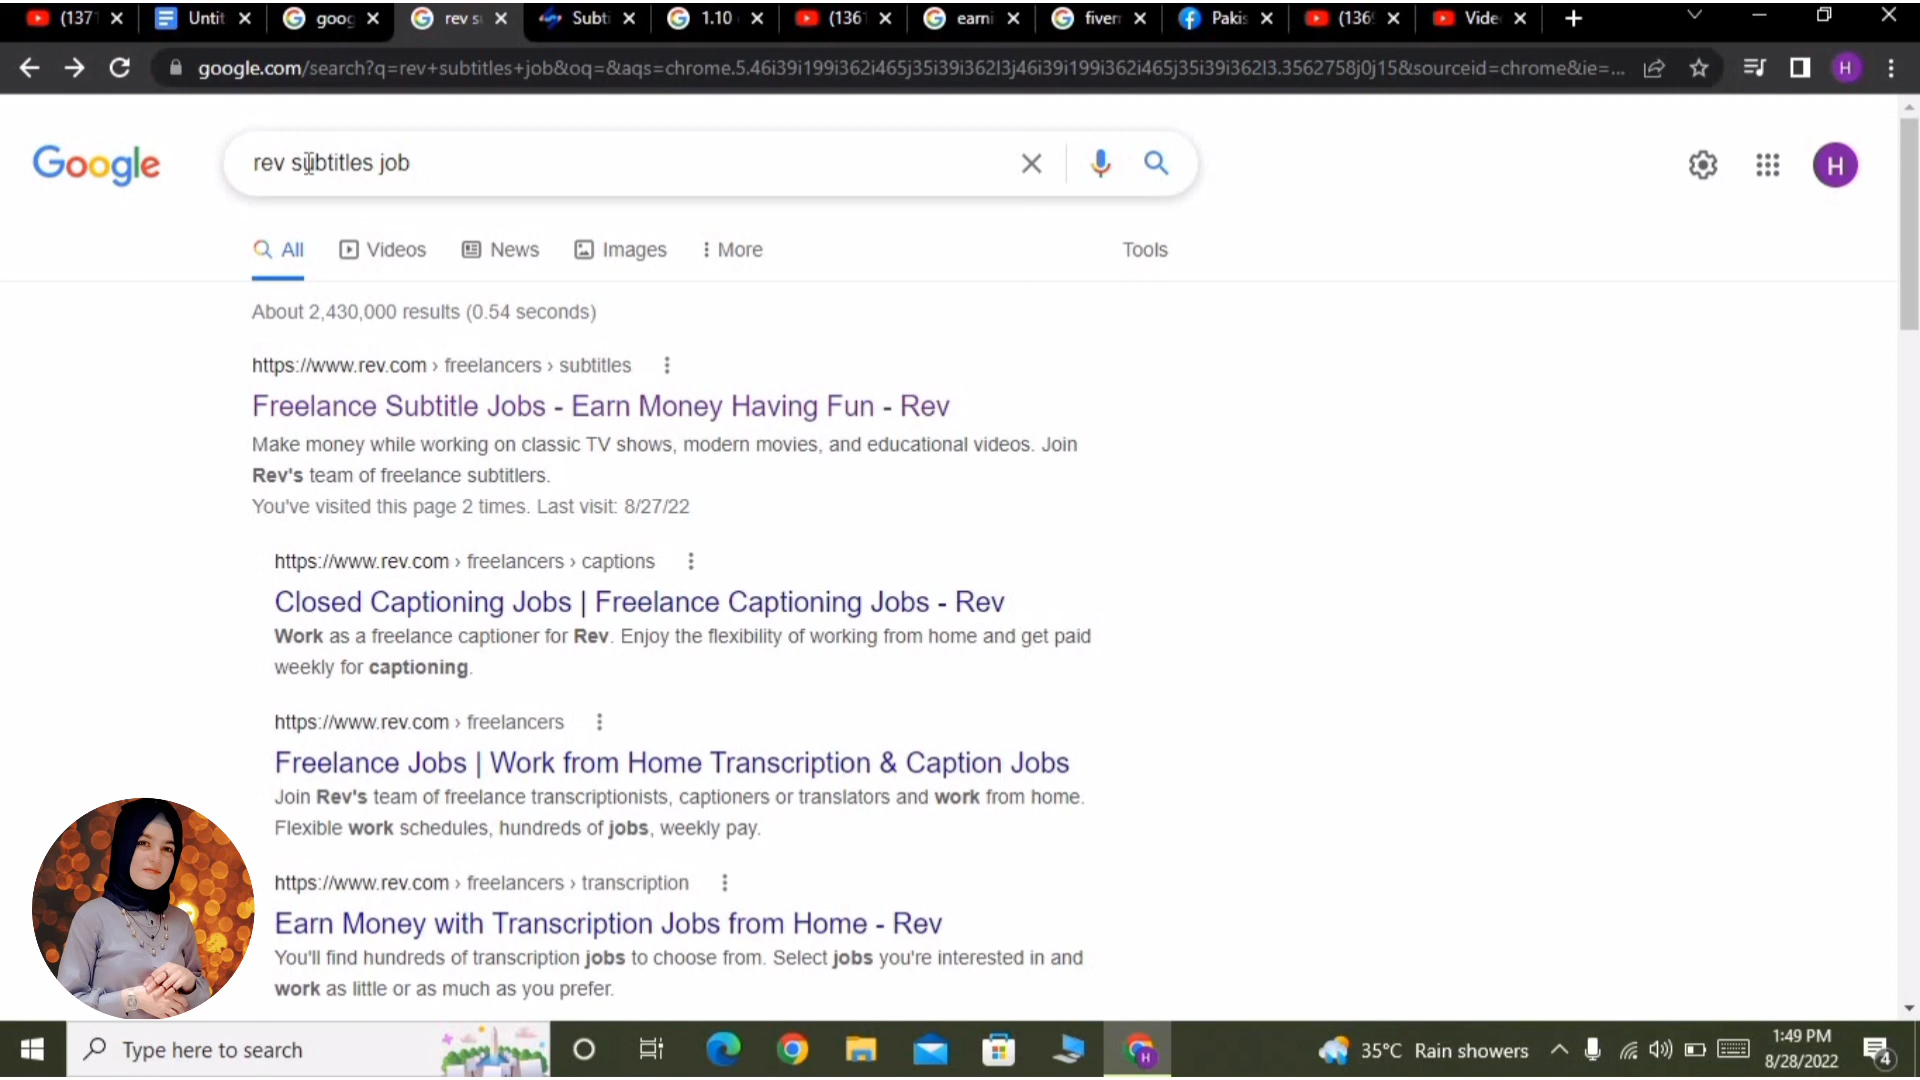 (137
Untit
goog
rev su
Subti
1.10
(136
earni
fiverr
Pakis
(136
Vide
google.com/search?q=rev+subtitles+job&oq=&aqs=chrome.5.46i39i199i362i465j35i39i362l3j46i39i199i362i465j35i39i362l3.3562758j0j15&sourceid=chrome&ie=...
H
Google
rev subtitles job
H
All
Videos
News
Images
More
Tools
About 2,430,000 results (0.54 seconds)
https://www.rev.com › freelancers › subtitles
Freelance Subtitle Jobs - Earn Money Having Fun - Rev
Make money while working on classic TV shows, modern movies, and educational videos. Join
Rev's team of freelance subtitlers.
You've visited this page 2 times. Last visit: 8/27/22
https://www.rev.com › freelancers › captions
Closed Captioning Jobs | Freelance Captioning Jobs - Rev
Work as a freelance captioner for Rev. Enjoy the flexibility of working from home and get paid
weekly for captioning.
https://www.rev.com › freelancers
Freelance Jobs | Work from Home Transcription & Caption Jobs
Join Rev's team of freelance transcriptionists, captioners or translators and work from home.
Flexible work schedules, hundreds of jobs, weekly pay.
https://www.rev.com › freelancers › transcription
Earn Money with Transcription Jobs from Home - Rev
You'll find hundreds of transcription jobs to choose from. Select jobs you're interested in and
work as little or as much as you prefer.
Type here to search
H
35°C Rain showers
1:49 PM
8/28/2022
4